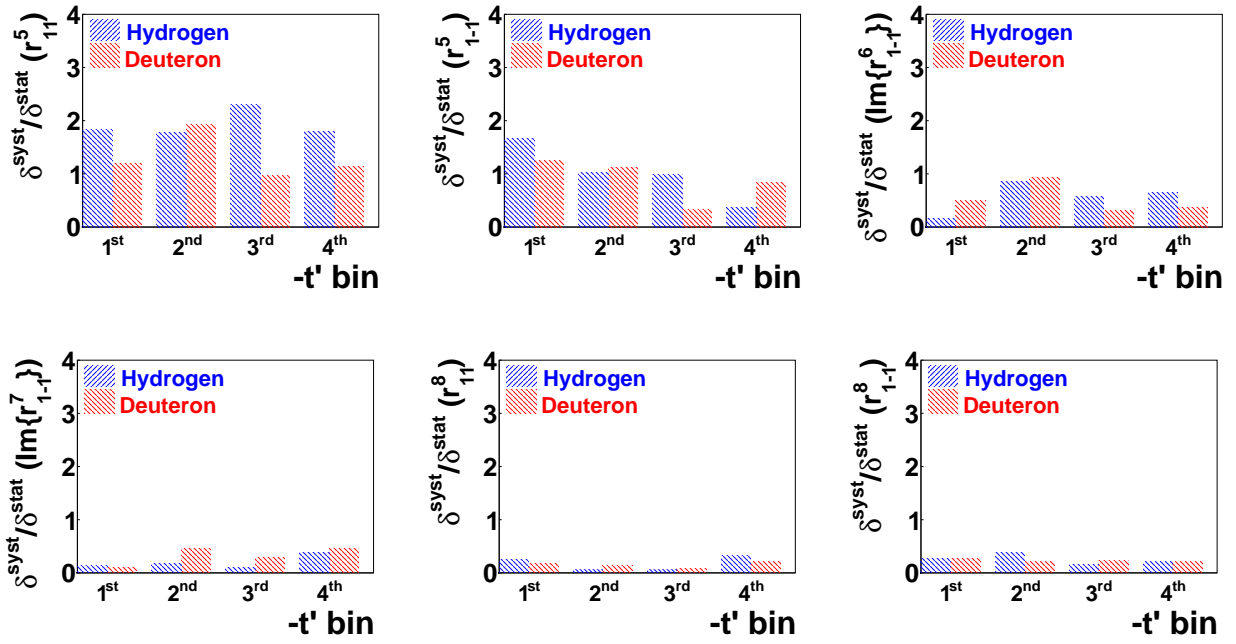 δ^syst/δ^stat (r^5_11)
4
3
2
1
0
Hydrogen
Deuteron
1^st 2^nd 3^rd 4^th
-t' bin
δ^syst/δ^stat (r^5_1-1)
4
3
2
1
0
Hydrogen
Deuteron
1^st 2^nd 3^rd 4^th
-t' bin
δ^syst/δ^stat (Im{r^6_1-1})
4
3
2
1
0
Hydrogen
Deuteron
1^st 2^nd 3^rd 4^th
-t' bin
δ^syst/δ^stat (Im{r^7_1-1})
4
3
2
1
0
Hydrogen
Deuteron
1^st 2^nd 3^rd 4^th
-t' bin
δ^syst/δ^stat (r^8_11)
4
3
2
1
0
Hydrogen
Deuteron
1^st 2^nd 3^rd 4^th
-t' bin
δ^syst/δ^stat (r^8_1-1)
4
3
2
1
0
Hydrogen
Deuteron
1^st 2^nd 3^rd 4^th
-t' bin